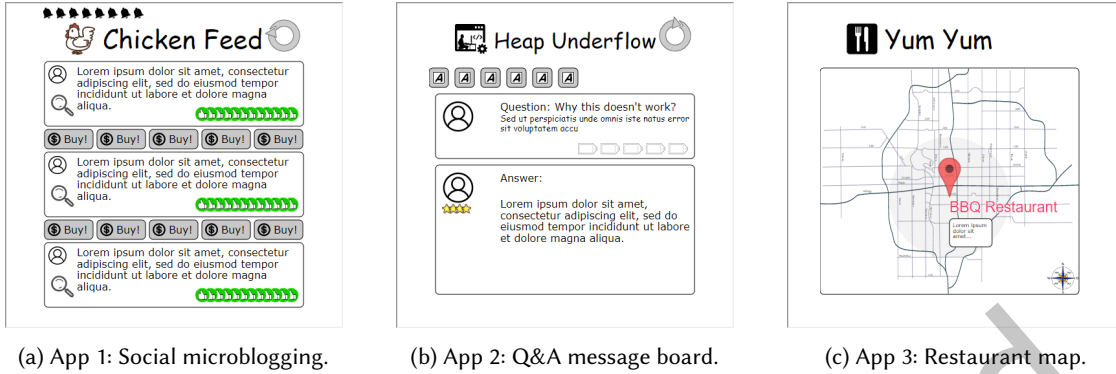 Chicken Feed
Lorem ipsum dolor sit amet, consectetur
adipiscing elit, sed do eiusmod tempor
incididunt ut labore et dolore magna
aliqua.
Buy! Buy! Buy! Buy! Buy!
Lorem ipsum dolor sit amet, consectetur
adipiscing elit, sed do eiusmod tempor
incididunt ut labore et dolore magna
aliqua.
Buy! Buy! Buy! Buy! Buy!
Lorem ipsum dolor sit amet, consectetur
adipiscing elit, sed do eiusmod tempor
incididunt ut labore et dolore magna
aliqua.
(a) App 1: Social microblogging.
Heap Underflow
A A A A A A
Question: Why this doesn't work?
Sed ut perspiciatis unde omnis iste natus error
sit voluptatem accu
Answer:
Lorem ipsum dolor sit amet,
consectetur adipiscing elit, sed do
eiusmod tempor incididunt ut labore
et dolore magna aliqua.
(b) App 2: Q&A message board.
Yum Yum
BBQ Restaurant
Lorem ipsum
dolor sit
amet...
(c) App 3: Restaurant map.